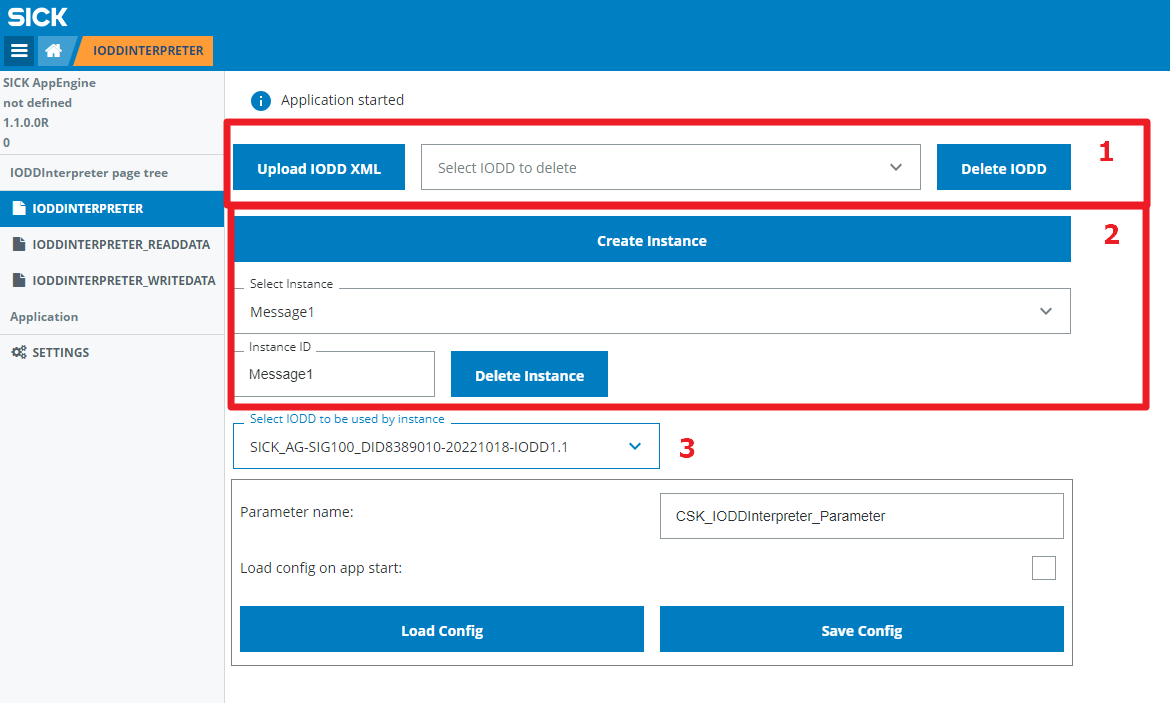 SICK
IODDINTERPRETER
SICK AppEngine
not defined
1.1.0.0R
0
IODDInterpreter page tree
IODDINTERPRETER
IODDINTERPRETER_READDATA
IODDINTERPRETER_WRITEDATA
Application
SETTINGS
Application started
Upload IODD XML
Select IODD to delete
Delete IODD
1
Create Instance
2
Select Instance
Message1
Instance ID
Message1
Delete Instance
Select IODD to be used by instance
SICK_AG-SIG100_DID8389010-20221018-IODD1.1
3
Parameter name:
CSK_IODDInterpreter_Parameter
Load config on app start:
Load Config
Save Config